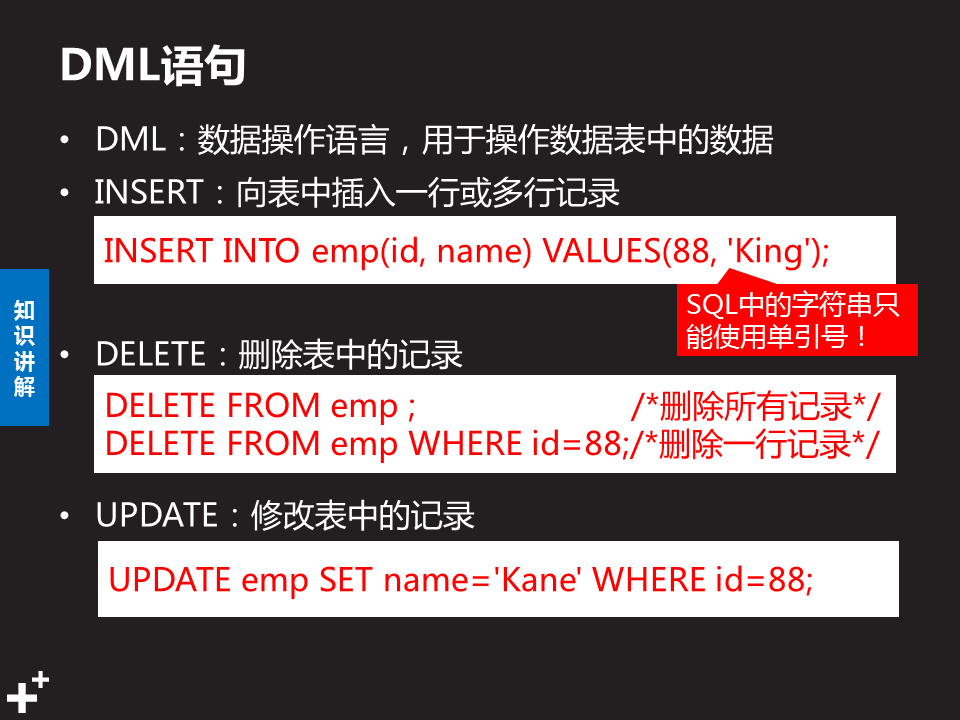 DML语句
• DML：数据操作语言，用于操作数据表中的数据
• INSERT：向表中插入一行或多行记录
INSERT INTO emp(id, name) VALUES(88, 'King');
SQL中的字符串只
能使用单引号！
知
识
讲
解
• DELETE：删除表中的记录
DELETE FROM emp ; /*删除所有记录*/
DELETE FROM emp WHERE id=88;/*删除一行记录*/
• UPDATE：修改表中的记录
UPDATE emp SET name='Kane' WHERE id=88;